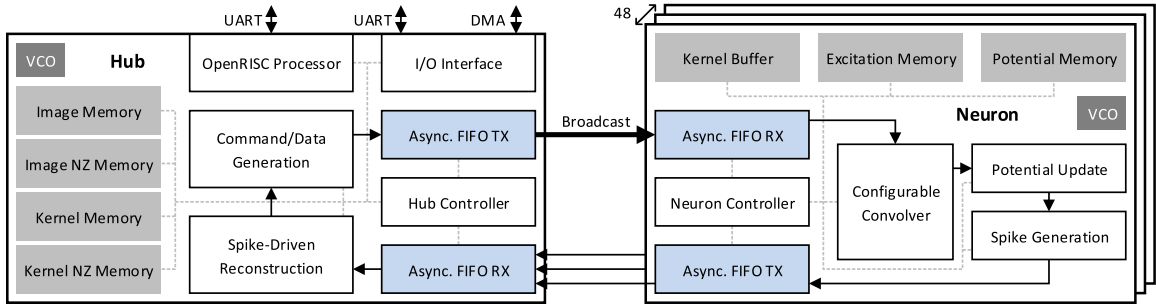 UART
UART
DMA
48
VCO
Hub
OpenRISC Processor
I/O Interface
Image Memory
Image NZ Memory
Kernel Memory
Kernel NZ Memory
Command/Data
Generation
Async. FIFO TX
Hub Controller
Spike-Driven
Reconstruction
Async. FIFO RX
Broadcast
Kernel Buffer
Excitation Memory
Potential Memory
Neuron
VCO
Async. FIFO RX
Neuron Controller
Configurable
Convolver
Potential Update
Spike Generation
Async. FIFO TX